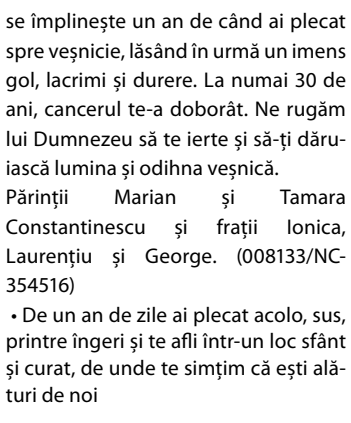 se împlinește un an de când ai plecat
spre veșnicie, lăsând în urmă un imens
gol, lacrimi și durere. La numai 30 de
ani, cancerul te-a doborât. Ne rugăm
lui Dumnezeu să te ierte și să-ți dăru-
iască lumina și odihna veșnică.
Părinții Marian și Tamara
Constantinescu și frații Ionica,
Laurențiu și George. (008133/NC-
354516)
• De un an de zile ai plecat acolo, sus,
printre îngeri și te afli într-un loc sfânt
și curat, de unde te simțim că ești ală-
turi de noi